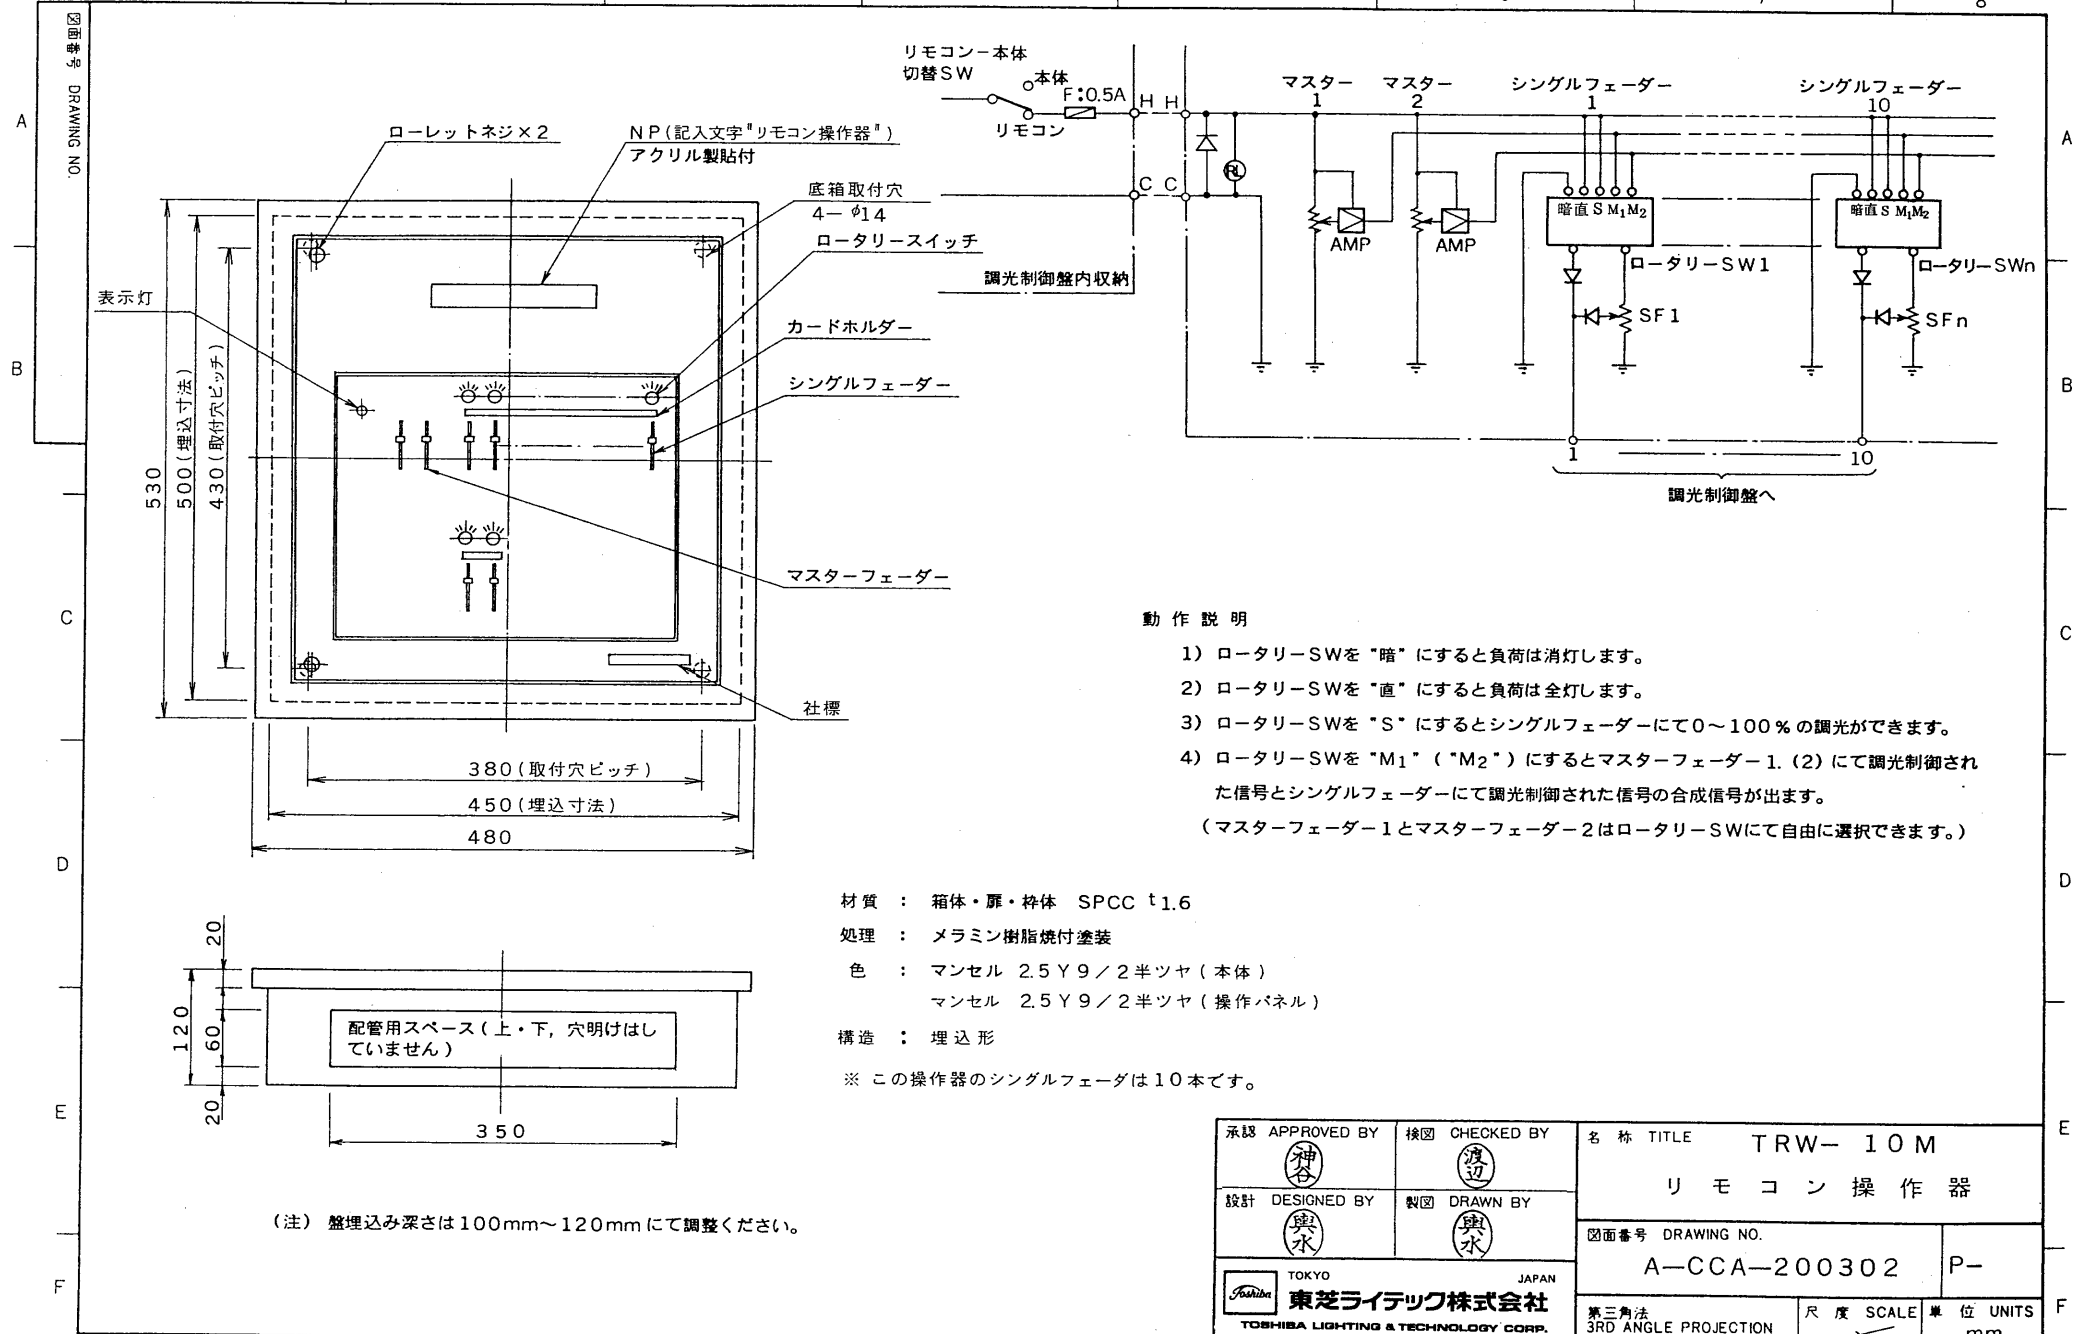 8
図面番号 DRAWING NO.
A
B
C
D
E
F
A
B
C
D
E
F
ローレットネジ×2
NP(記入文字"リモコン操作器")
アクリル製貼付
底箱取付穴
4-φ14
ロータリースイッチ
表示灯
カードホルダー
シングルフェーダー
マスターフェーダー
社標
530
500(埋込寸法)
430(取付穴ピッチ)
380(取付穴ピッチ)
450(埋込寸法)
480
リモコン-本体
切替SW
本体
F:0.5A
リモコン
H H
C C
調光制御盤内収納
RL
マスター
1
マスター
2
シングルフェーダー
1
シングルフェーダー
10
AMP
AMP
暗直SM₁M₂
暗直SM₁M₂
ロータリーSW1
ロータリーSWn
SF1
SFn
1
10
調光制御盤へ
動作説明
1) ロータリーSWを"暗"にすると負荷は消灯します。
2) ロータリーSWを"直"にすると負荷は全灯します。
3) ロータリーSWを"S"にするとシングルフェーダーにて0~100%の調光ができます。
4) ロータリーSWを"M₁"("M₂")にするとマスターフェーダー1.(2)にて調光制御され
た信号とシングルフェーダーにて調光制御された信号の合成信号が出ます。
(マスターフェーダー1とマスターフェーダー2はロータリーSWにて自由に選択できます。)
材質 : 箱体・扉・枠体 SPCC t1.6
処理 : メラミン樹脂焼付塗装
色 : マンセル 2.5Y9/2半ツヤ(本体)
マンセル 2.5Y9/2半ツヤ(操作パネル)
構造 : 埋込形
※ この操作器のシングルフェーダは10本です。
20
120
60
20
配管用スペース(上・下,穴明けはし
ていません)
350
(注) 盤埋込み深さは100mm~120mmにて調整ください。
承認 APPROVED BY
神谷
検図 CHECKED BY
渡辺
設計 DESIGNED BY
輿水
製図 DRAWN BY
輿水
名称 TITLE
TRW-10M
リモコン操作器
図面番号 DRAWING NO.
A-CCA-200302
P-
Toshiba
TOKYO JAPAN
東芝ライテック株式会社
TOSHIBA LIGHTING & TECHNOLOGY CORP.
第三角法
3RD ANGLE PROJECTION
尺度 SCALE
単位 UNITS
mm